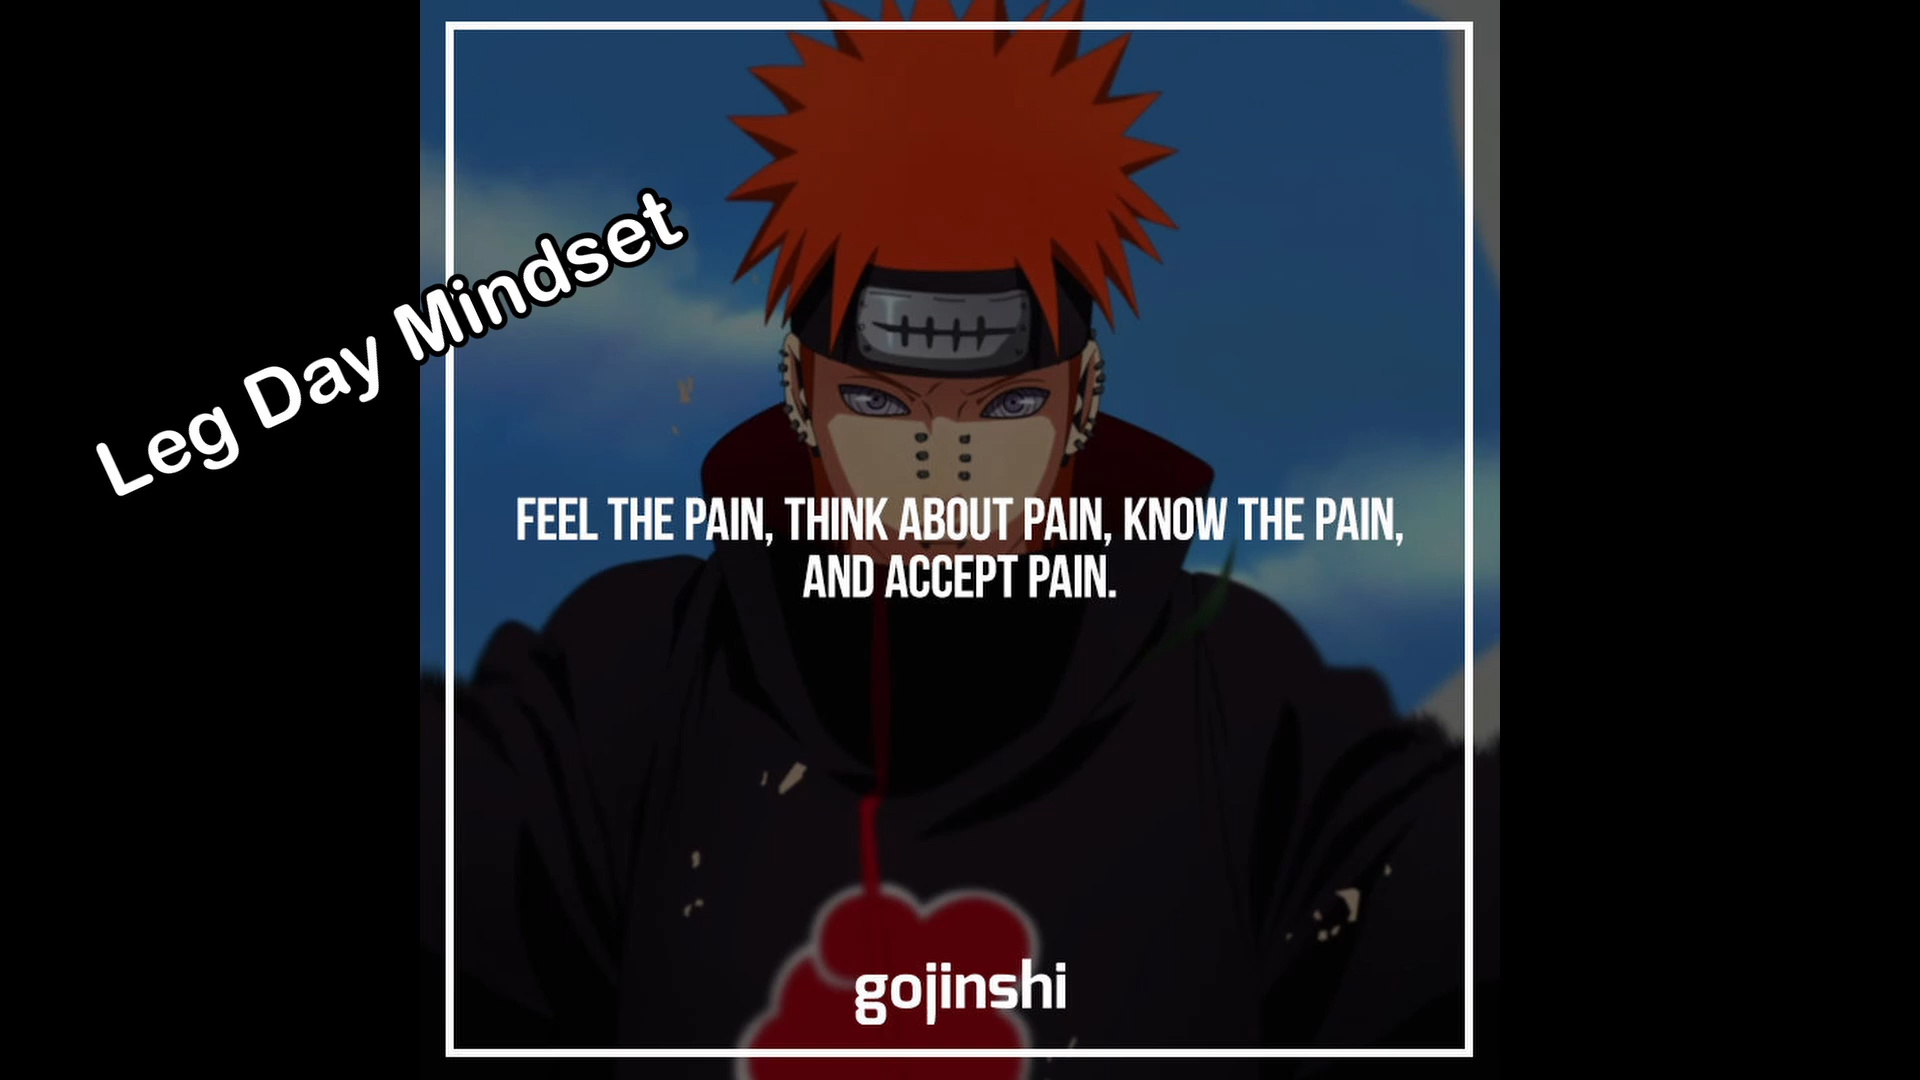 Leg Day Mindset
FEEL THE PAIN, THINK ABOUT PAIN, KNOW THE PAIN,
AND ACCEPT PAIN.
gojinshi